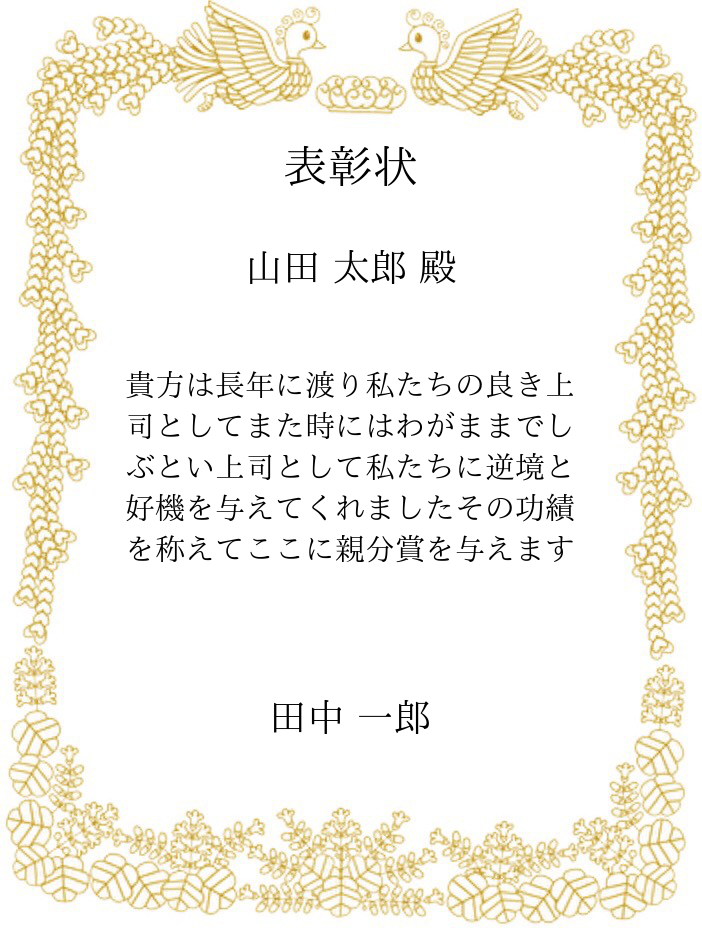 表彰状
山田 太郎 殿
貴方は長年に渡り私たちの良き上
司としてまた時にはわがままでし
ぶとい上司として私たちに逆境と
好機を与えてくれましたその功績
を称えてここに親分賞を与えます
田中 一郎